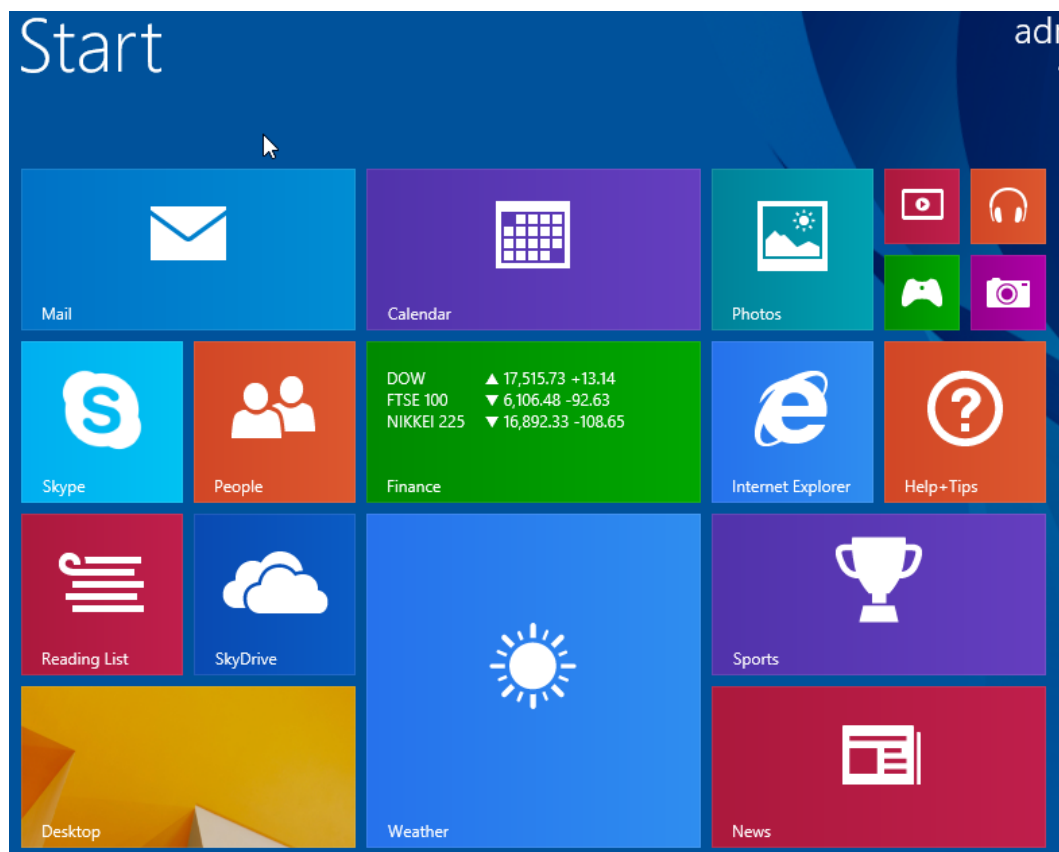 Start
adr
Mail
Calendar
Photos
DOW ▲ 17,515.73 +13.14
FTSE 100 ▼ 6,106.48 -92.63
NIKKEI 225 ▼ 16,892.33 -108.65
Skype
People
Finance
Internet Explorer
Help+Tips
Reading List
SkyDrive
Sports
Desktop
Weather
News